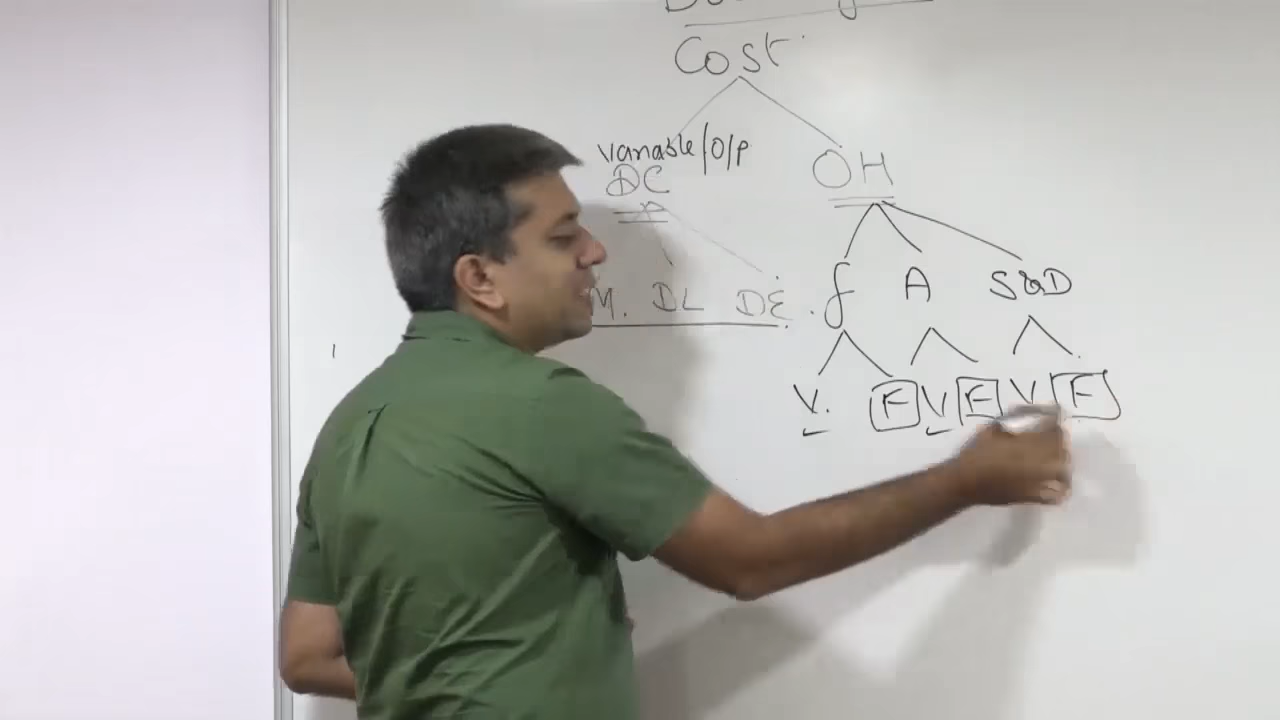 Cost
variable/O/P
DC OH
f A S&D
M. DL DE.
V. F V F V F